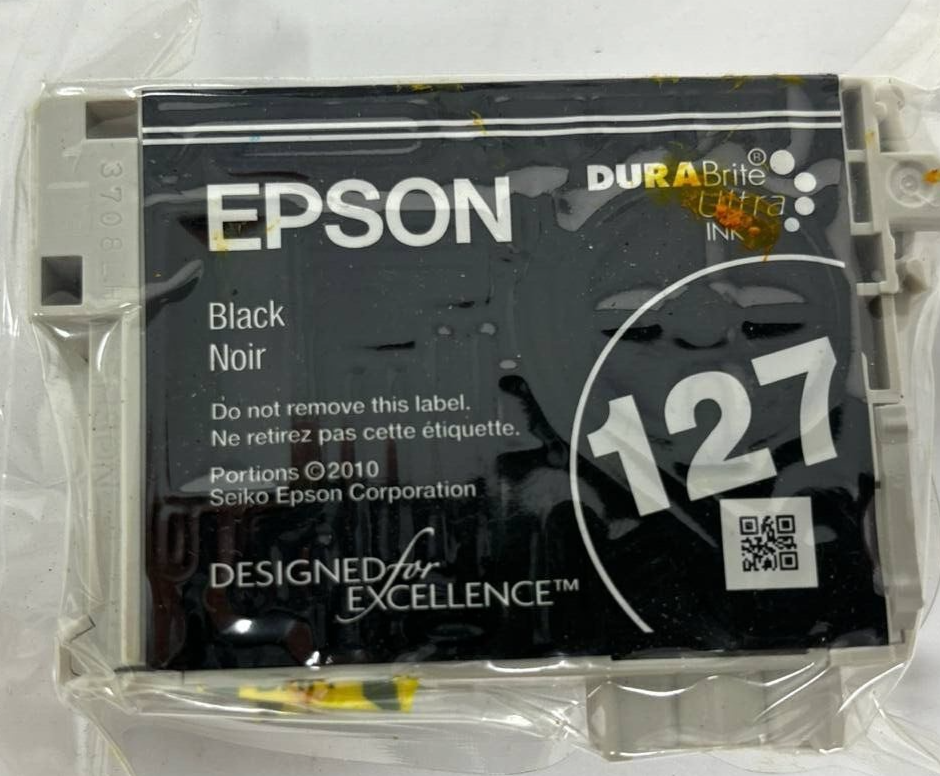 EPSON
DURABrite®
Ultra
INK
Black
Noir
Do not remove this label.
Ne retirez pas cette étiquette.
Portions ©2010
Seiko Epson Corporation
DESIGNED for
EXCELLENCE™
127